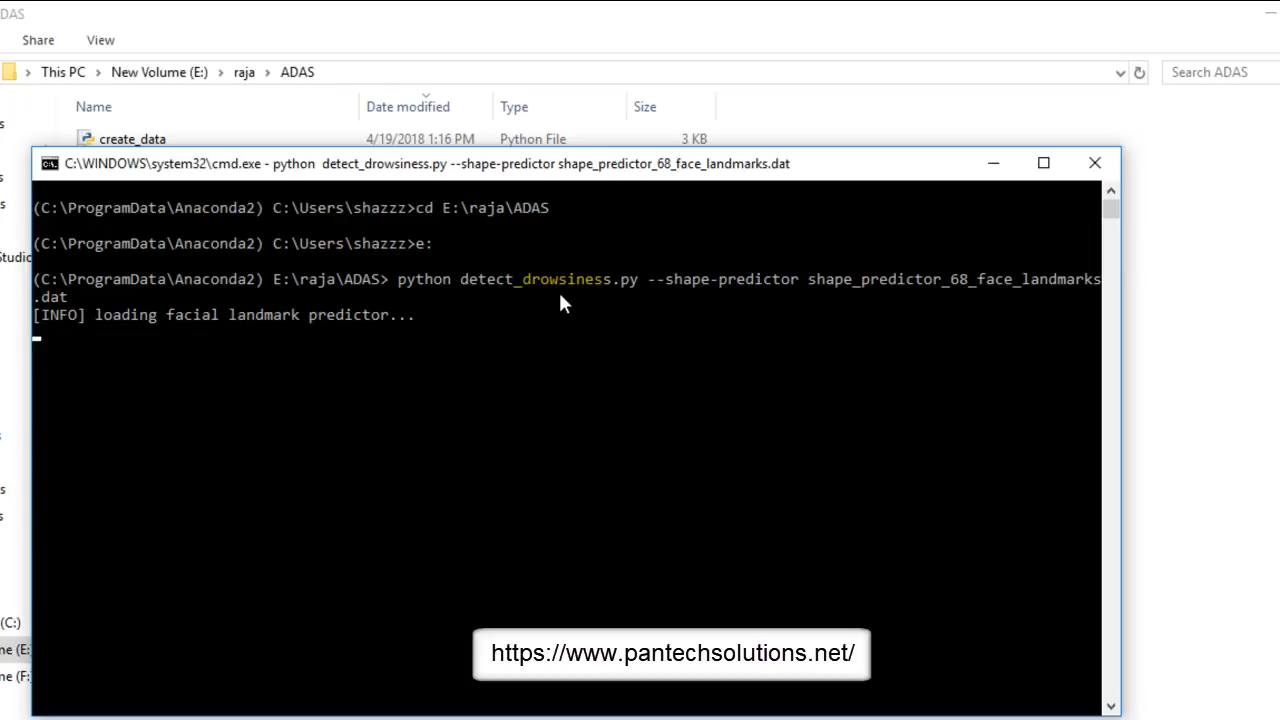 DAS
Share View
This PC > New Volume (E:) > raja > ADAS
Search ADAS
Name Date modified Type Size
create_data 4/19/2018 1:16 PM Python File 3 KB
C:\WINDOWS\system32\cmd.exe - python detect_drowsiness.py --shape-predictor shape_predictor_68_face_landmarks.dat
(C:\ProgramData\Anaconda2) C:\Users\shazzz>cd E:\raja\ADAS
(C:\ProgramData\Anaconda2) C:\Users\shazzz>e:
(C:\ProgramData\Anaconda2) E:\raja\ADAS> python detect_drowsiness.py --shape-predictor shape_predictor_68_face_landmarks
.dat
[INFO] loading facial landmark predictor...
s
s
s
Studio
s
s
s
(C:)
me (E:
me (F:
https://www.pantechsolutions.net/